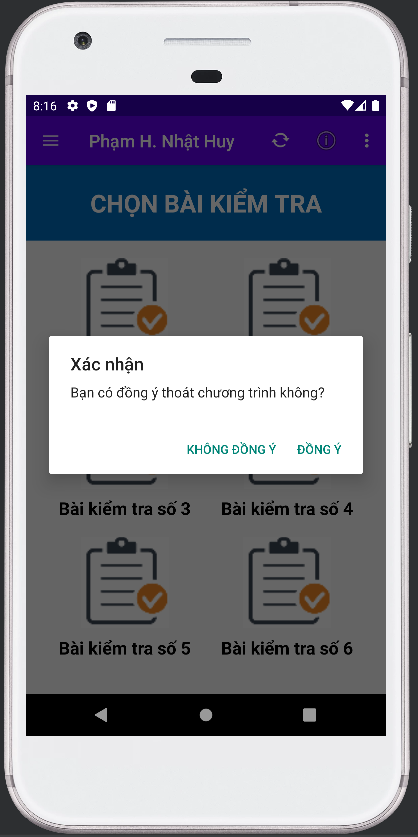 8:16
Phạm H. Nhật Huy
CHỌN BÀI KIỂM TRA
Xác nhận
Bạn có đồng ý thoát chương trình không?
KHÔNG ĐỒNG Ý ĐỒNG Ý
Bài kiểm tra số 3 Bài kiểm tra số 4
Bài kiểm tra số 5 Bài kiểm tra số 6